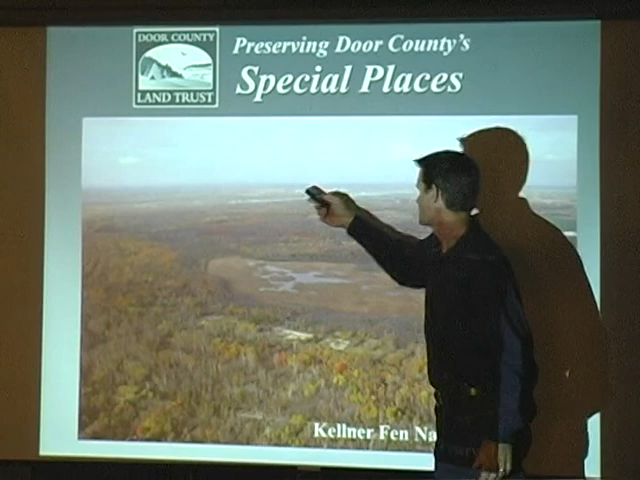 DOOR COUNTY
LAND TRUST
Preserving Door County's
Special Places
Kellner Fen Na